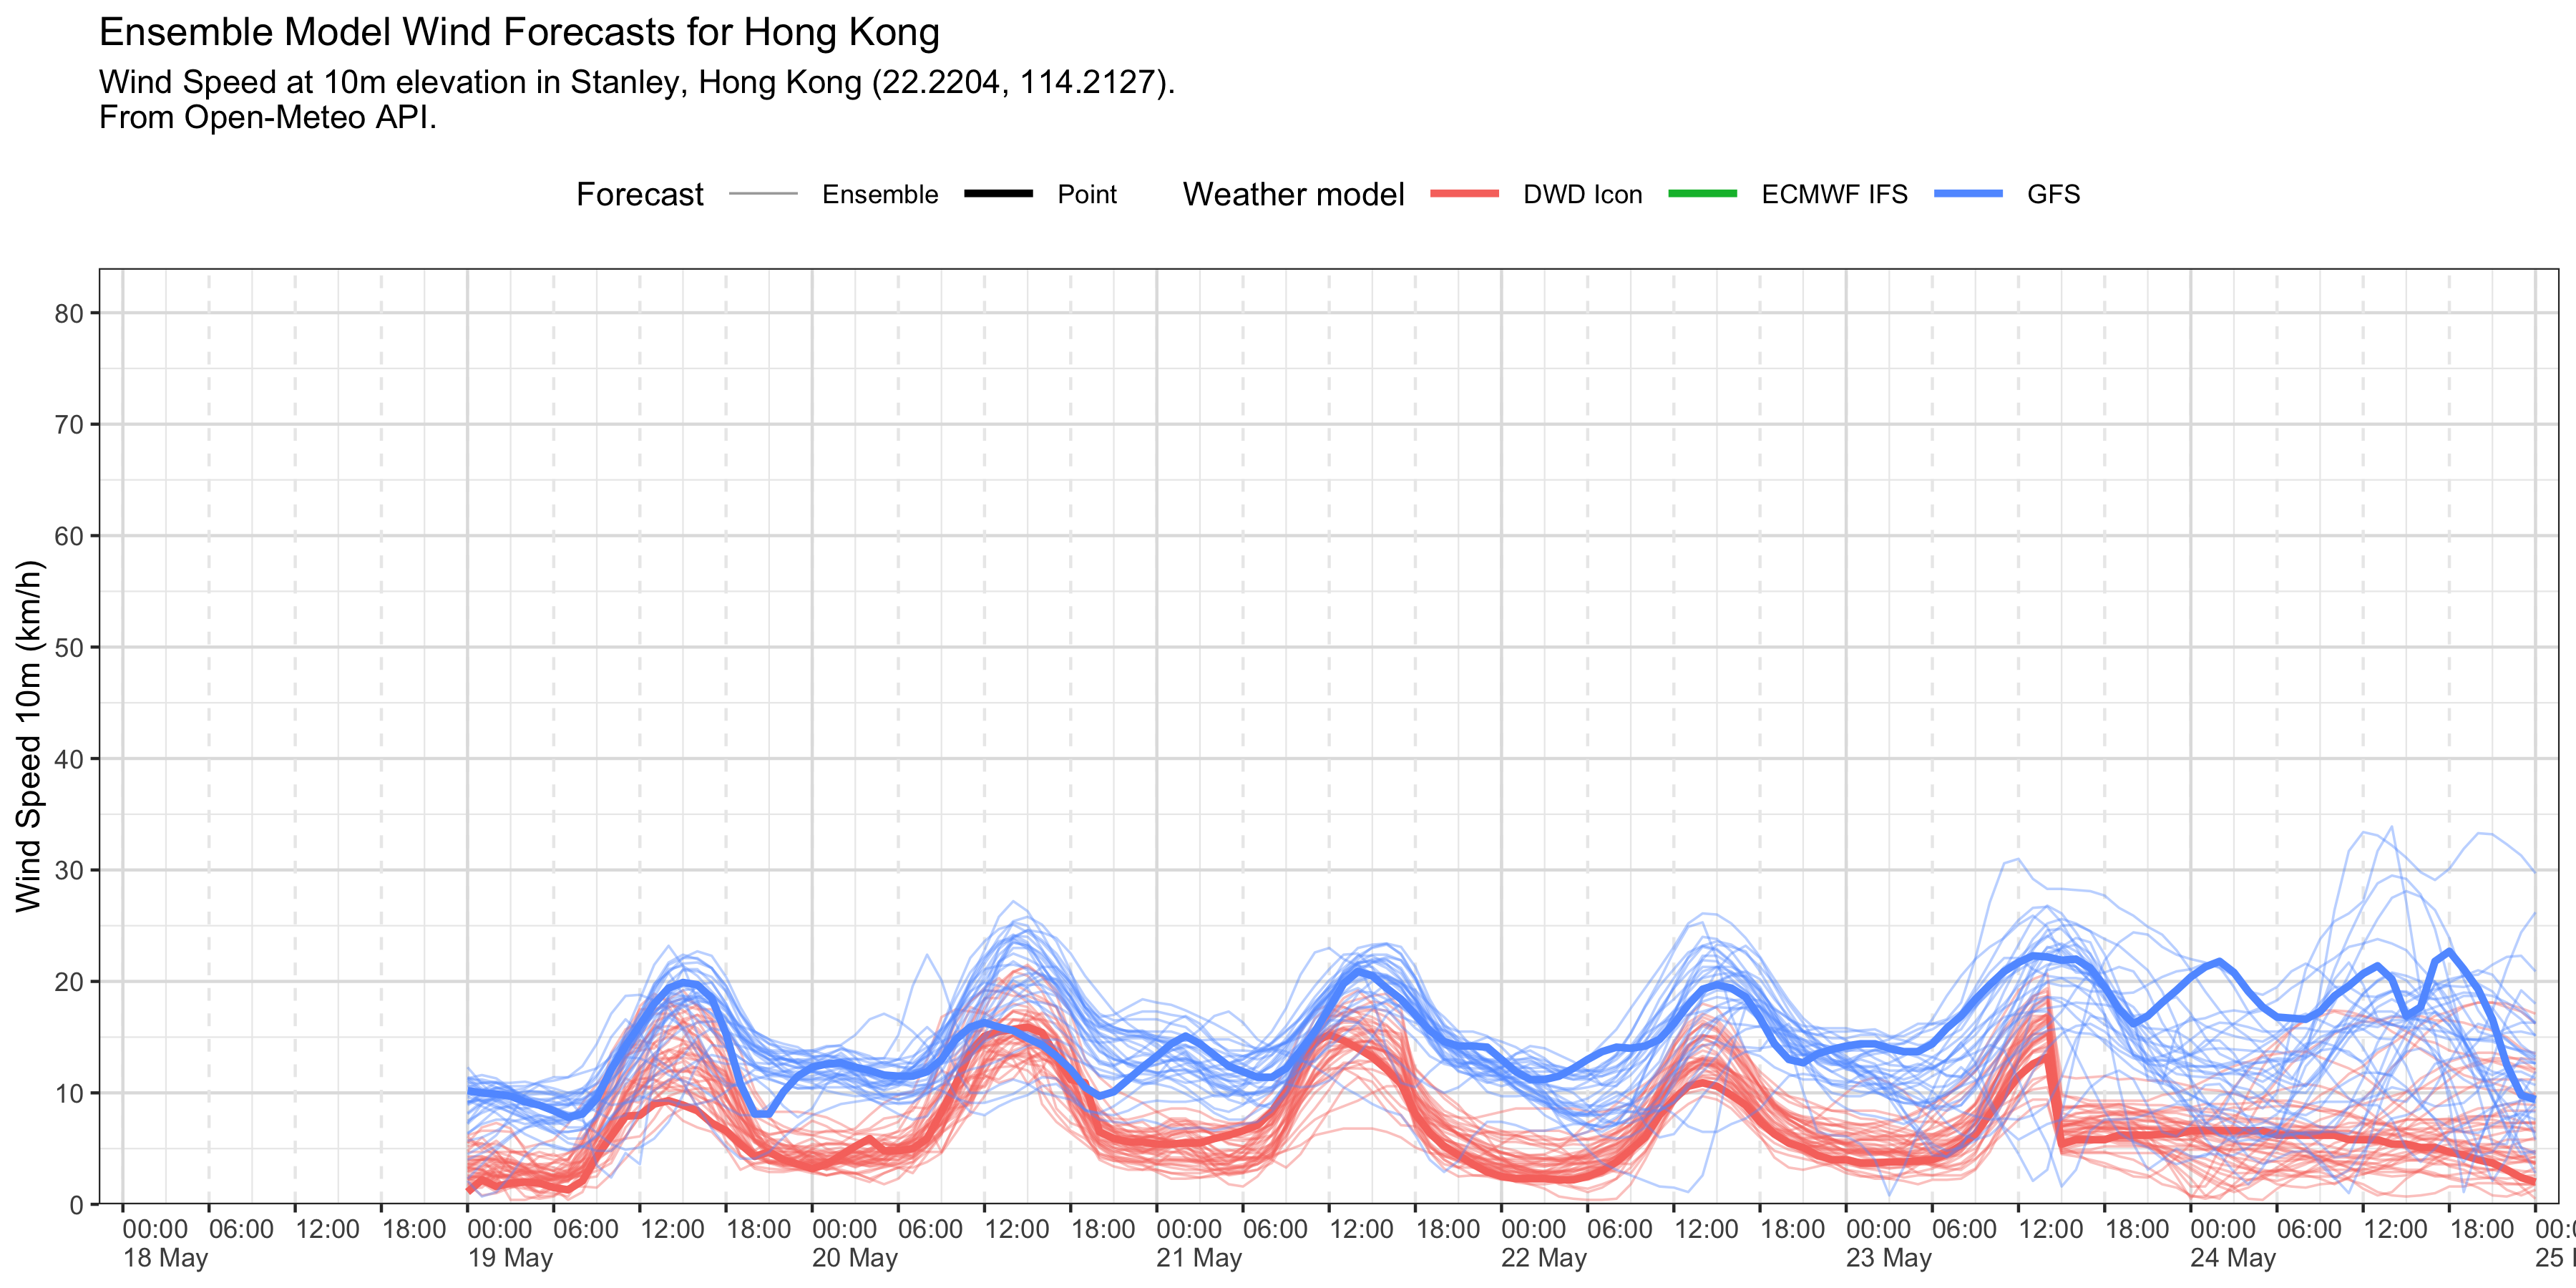 Ensemble Model Wind Forecasts for Hong Kong
Wind Speed at 10m elevation in Stanley, Hong Kong (22.2204, 114.2127).
From Open-Meteo API.
Forecast Ensemble Point Weather model DWD Icon ECMWF IFS GFS
Wind Speed 10m (km/h)
80
70
60
50
40
30
20
10
0
00:00 06:00 12:00 18:00 00:00 06:00 12:00 18:00 00:00 06:00 12:00 18:00 00:00 06:00 12:00 18:00 00:00 06:00 12:00 18:00 00:00 06:00 12:00 18:00 00:00 06:00 12:00 18:00
18 May 19 May 20 May 21 May 22 May 23 May 24 May 25